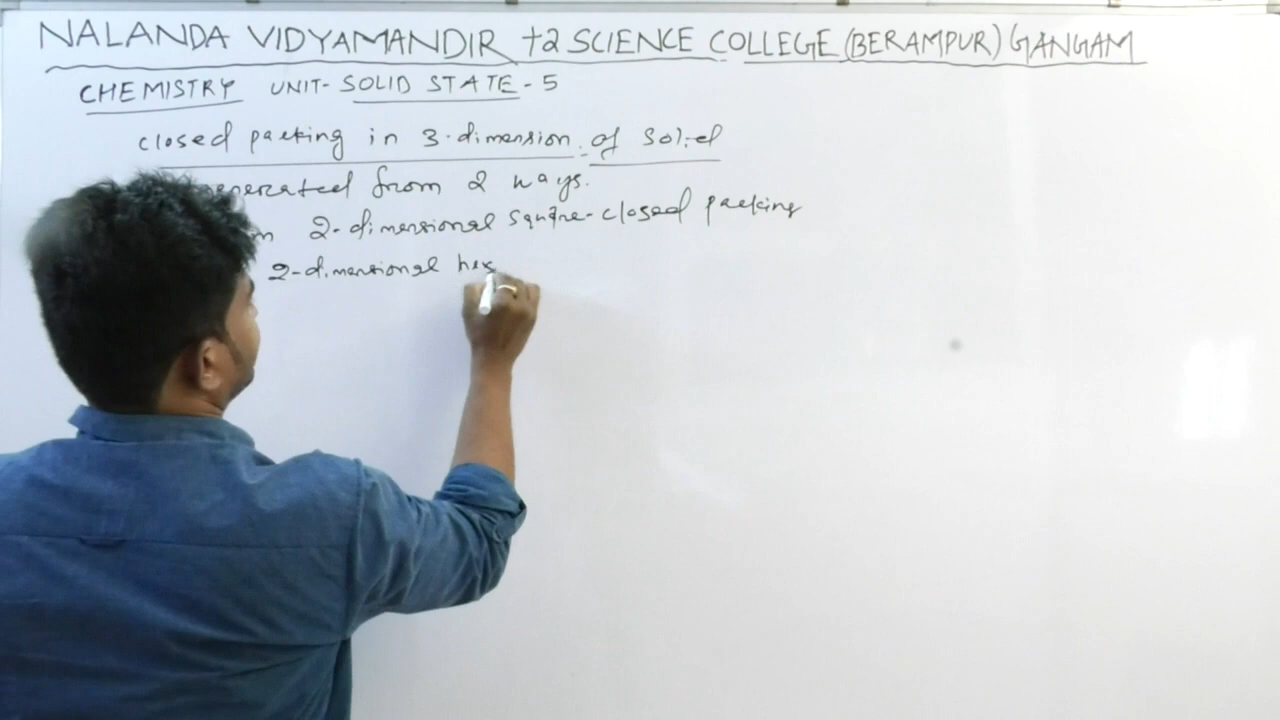 NALANDA VIDYAMANDIR +2 SCIENCE COLLEGE (BERAMPUR) GANGAM
CHEMISTRY UNIT- SOLID STATE - 5
closed packing in 3-dimension of solid
generated from 2 ways.
2-dimensional square-closed packing
2-dimensional hex